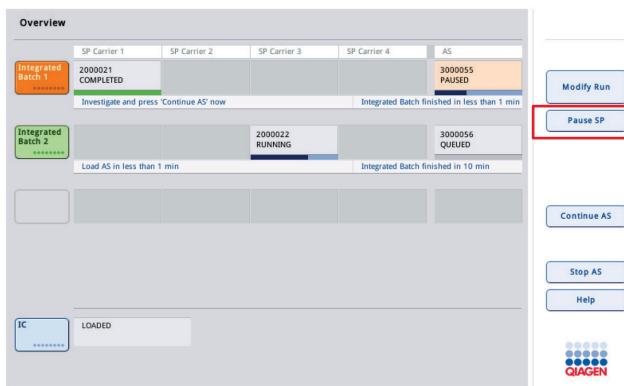 Overview
SP Carrier 1 SP Carrier 2 SP Carrier 3 SP Carrier 4 AS
Integrated
Batch 1
2000021
COMPLETED
3000055
PAUSED
Investigate and press 'Continue AS' now
Integrated Batch finished in less than 1 min
Integrated
Batch 2
2000022
RUNNING
3000056
QUEUED
Load AS in less than 1 min
Integrated Batch finished in 10 min
IC
LOADED
Modify Run
Pause SP
Continue AS
Stop AS
Help
QIAGEN